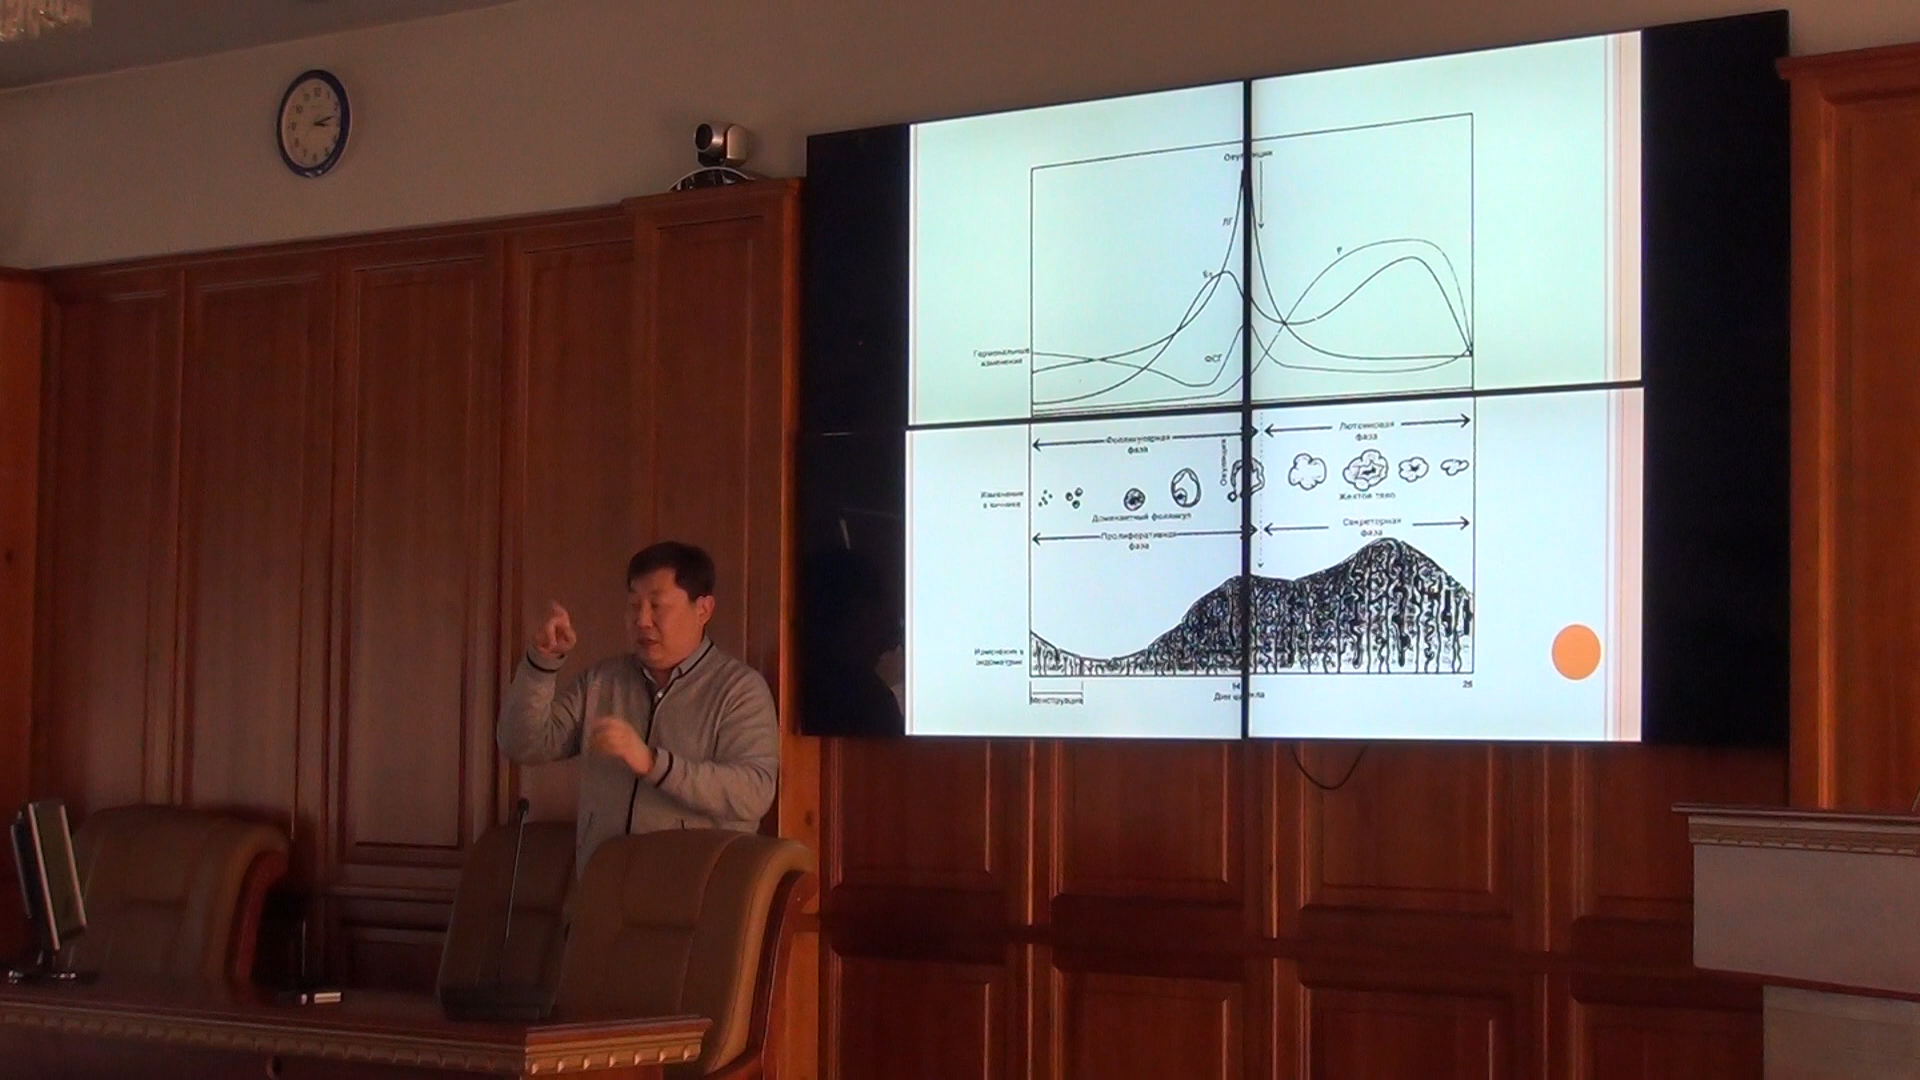 Овуляция
ЛГ
E₂
P
Гормональные
изменения
ФСГ
Фолликулярная
фаза
Лютеиновая
фаза
Овуляция
Изменения
в яичнике
Доминантный фолликул
Желтое тело
Пролиферативная
фаза
Секреторная
фаза
Изменения в
эндометрии
Менструация
14
Дни цикла
28